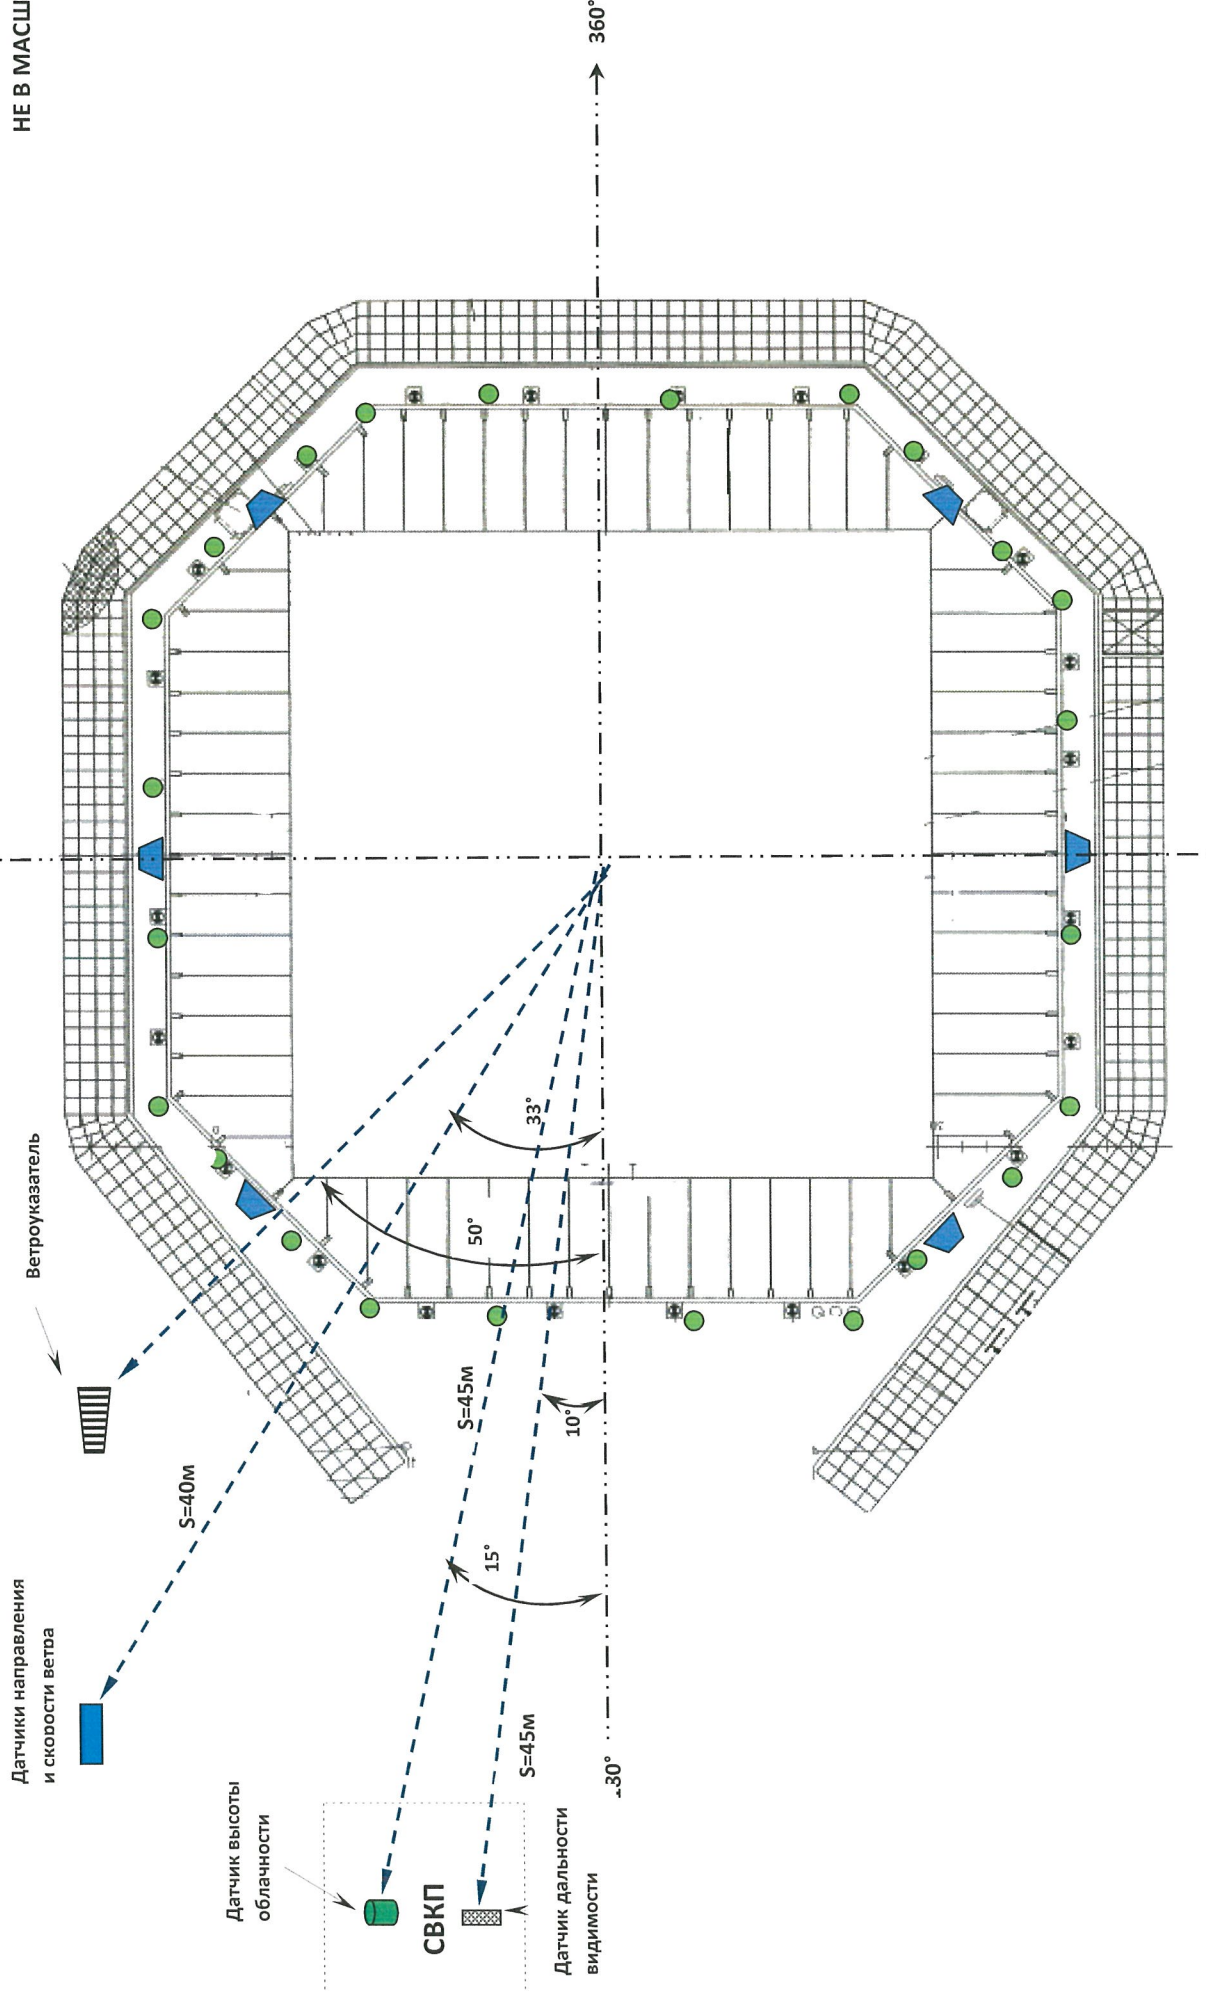 НЕ В МАСШ
360°
Ветроуказатель
Датчики направления
и скорости ветра
S=40м
33°
50°
S=45м
10°
15°
S=45м
30°
Датчик высоты
облачности
СВКП
Датчик дальности
видимости